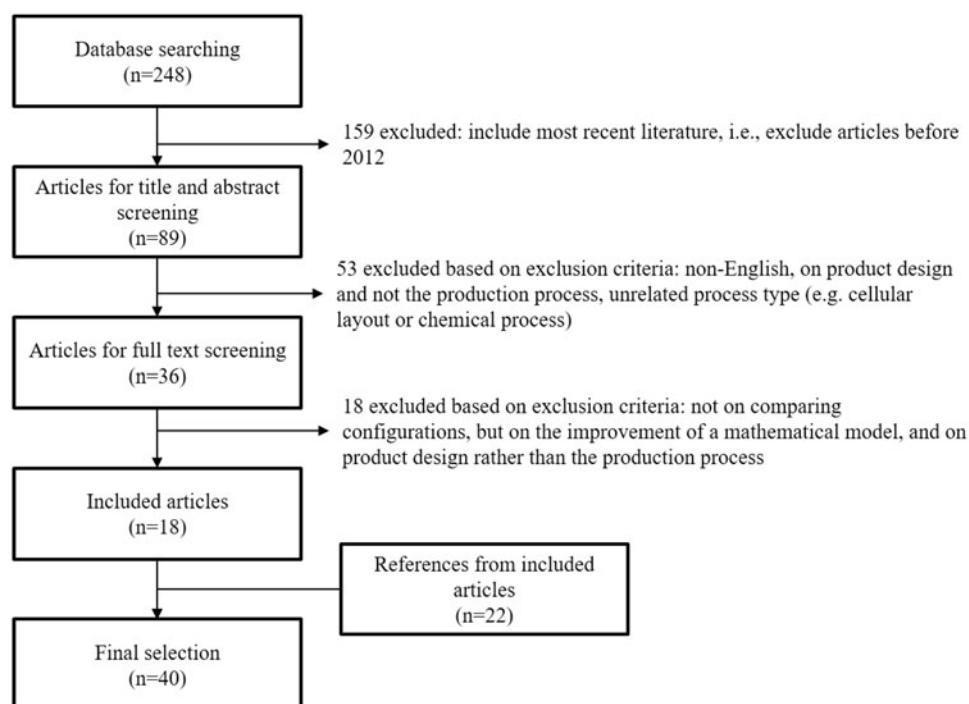 Database searching
(n=248)
159 excluded: include most recent literature, i.e., exclude articles before
2012
Articles for title and abstract
screening
(n=89)
53 excluded based on exclusion criteria: non-English, on product design
and not the production process, unrelated process type (e.g. cellular
layout or chemical process)
Articles for full text screening
(n=36)
18 excluded based on exclusion criteria: not on comparing
configurations, but on the improvement of a mathematical model, and on
product design rather than the production process
Included articles
(n=18)
References from included
articles
(n=22)
Final selection
(n=40)